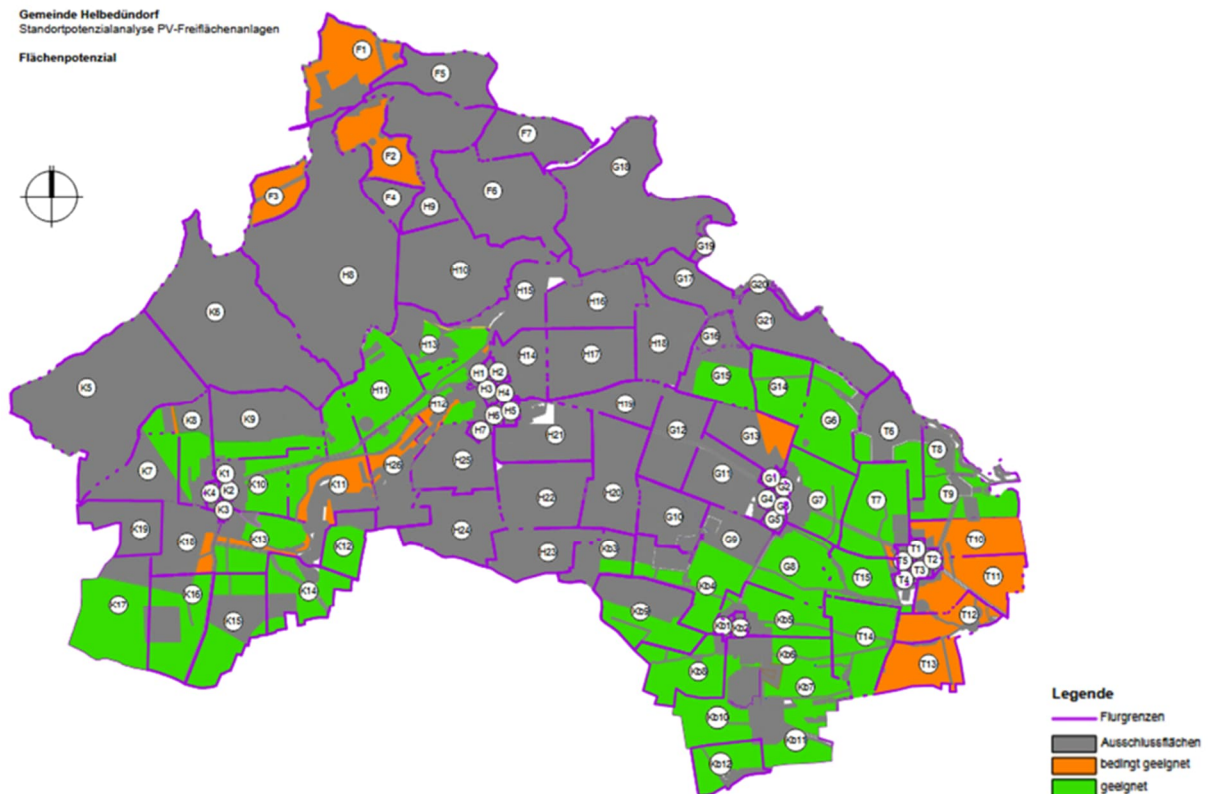 Gemeinde Helbedündorf
Standortpotenzialanalyse PV-Freiflächenanlagen
Flächenpotenzial
F1
F5
F7
F2
G18
F3
F4
H9
F6
G19
H8
H10
G17
G20
K6
H15
H16
G21
H13
H14
H17
H18
G16
H1
H2
G15
G14
K5
H11
H3
H4
H12
H6
H5
H19
K8
K9
H7
H21
G12
G13
G6
T6
T8
K7
K1
K10
K11
H26
H25
G11
G1
G2
K4
K2
H22
H20
G4
G3
G7
T7
T9
K3
G10
G5
K19
K18
K13
K12
H24
H23
Kb3
G9
G8
T1
T10
T5
T2
T3
T4
K17
K16
K14
Kb4
T15
T11
K15
Kb9
Kb1
Kb2
Kb5
T14
T12
Kb8
Kb6
T13
Kb7
Kb10
Kb11
Kb12
Legende
Flurgrenzen
Ausschlussflächen
bedingt geeignet
geeignet